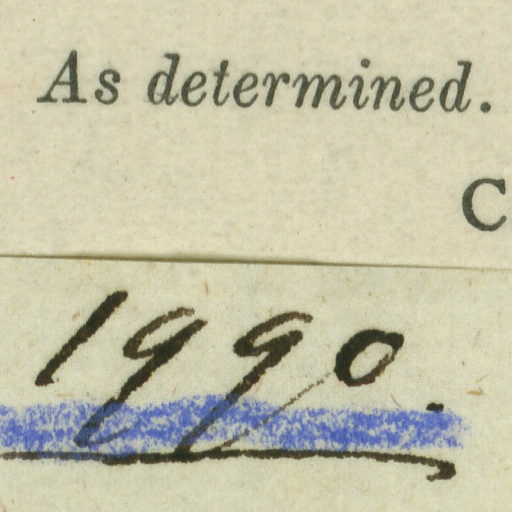 As determined.
C
1990.